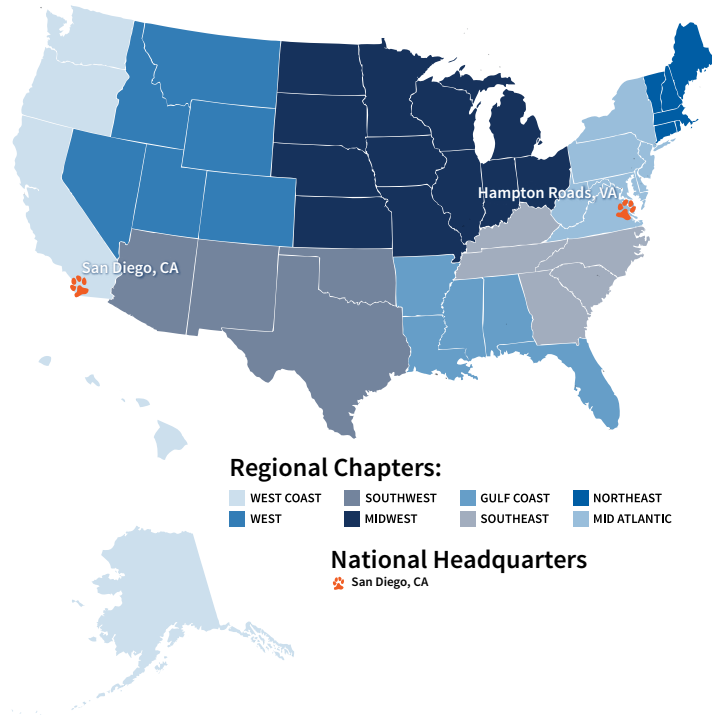 Hampton Roads, VA
San Diego, CA
Regional Chapters:
WEST COAST
SOUTHWEST
GULF COAST
NORTHEAST
WEST
MIDWEST
SOUTHEAST
MID ATLANTIC
National Headquarters
San Diego, CA